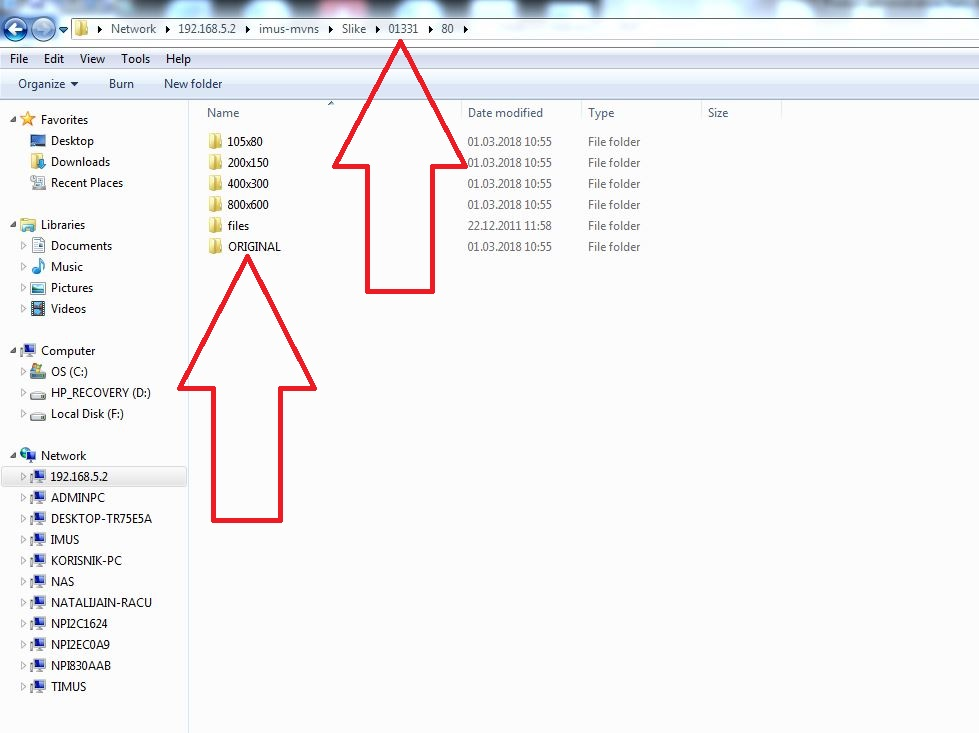 Network 192.168.5.2 imus-mvns Slike 01331 80
File Edit View Tools Help
Organize Burn New folder
Name Date modified Type Size
105x80 01.03.2018 10:55 File folder
200x150 01.03.2018 10:55 File folder
400x300 01.03.2018 10:55 File folder
800x600 01.03.2018 10:55 File folder
files 22.12.2011 11:58 File folder
ORIGINAL 01.03.2018 10:55 File folder
Favorites
Desktop
Downloads
Recent Places
Libraries
Documents
Music
Pictures
Videos
Computer
OS (C:)
HP_RECOVERY (D:)
Local Disk (F:)
Network
192.168.5.2
ADMINPC
DESKTOP-TR75E5A
IMUS
KORISNIK-PC
NAS
NATALIJAIN-RACU
NPI2C1624
NPI2EC0A9
NPI830AAB
TIMUS